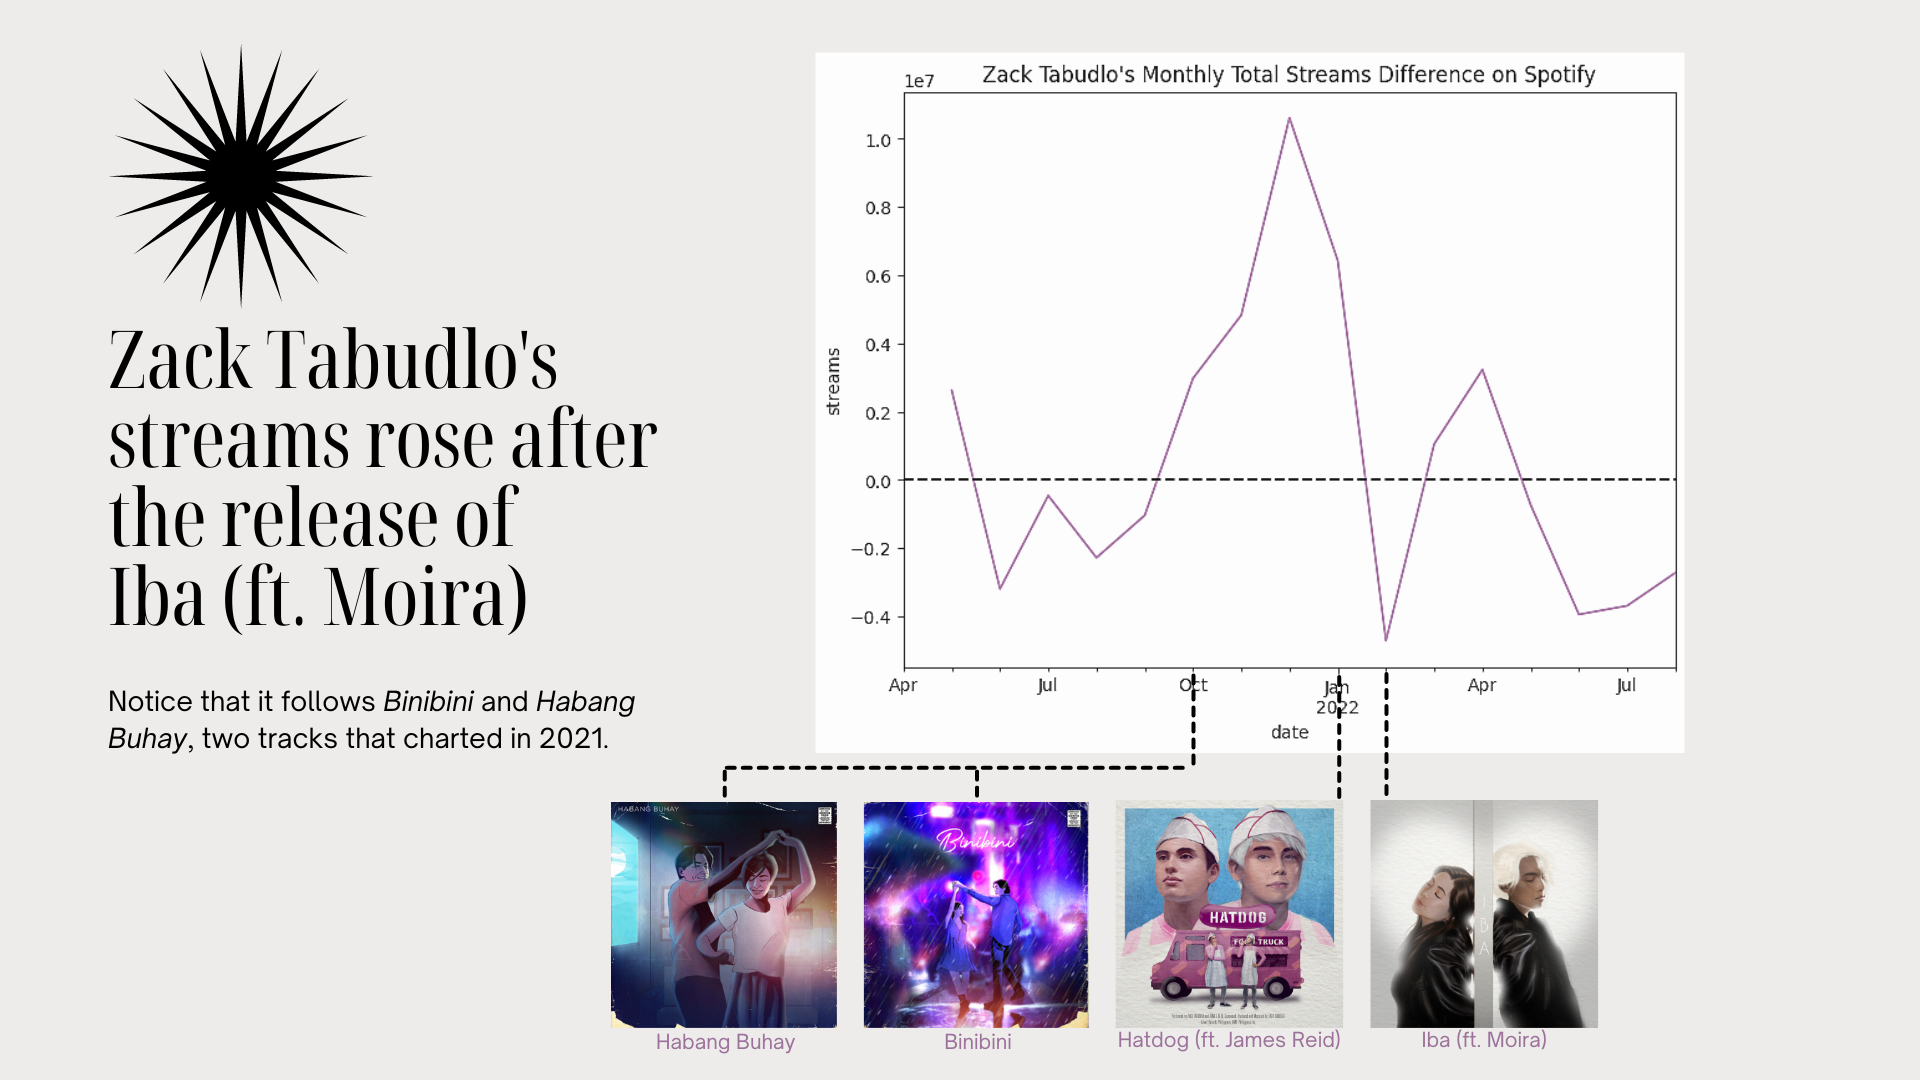 Zack Tabudlo's
streams rose after
the release of
Iba (ft. Moira)
Notice that it follows Binibini and Habang
Buhay, two tracks that charted in 2021.
Zack Tabudlo's Monthly Total Streams Difference on Spotify
1e7
1.0
0.8
0.6
0.4
0.2
0.0
−0.2
−0.4
streams
Apr Jul Oct Jan Apr Jul
2022
date
HABANG BUHAY
Binibini
HATDOG
TRUCK
IBA
Habang Buhay
Binibini
Hatdog (ft. James Reid)
Iba (ft. Moira)